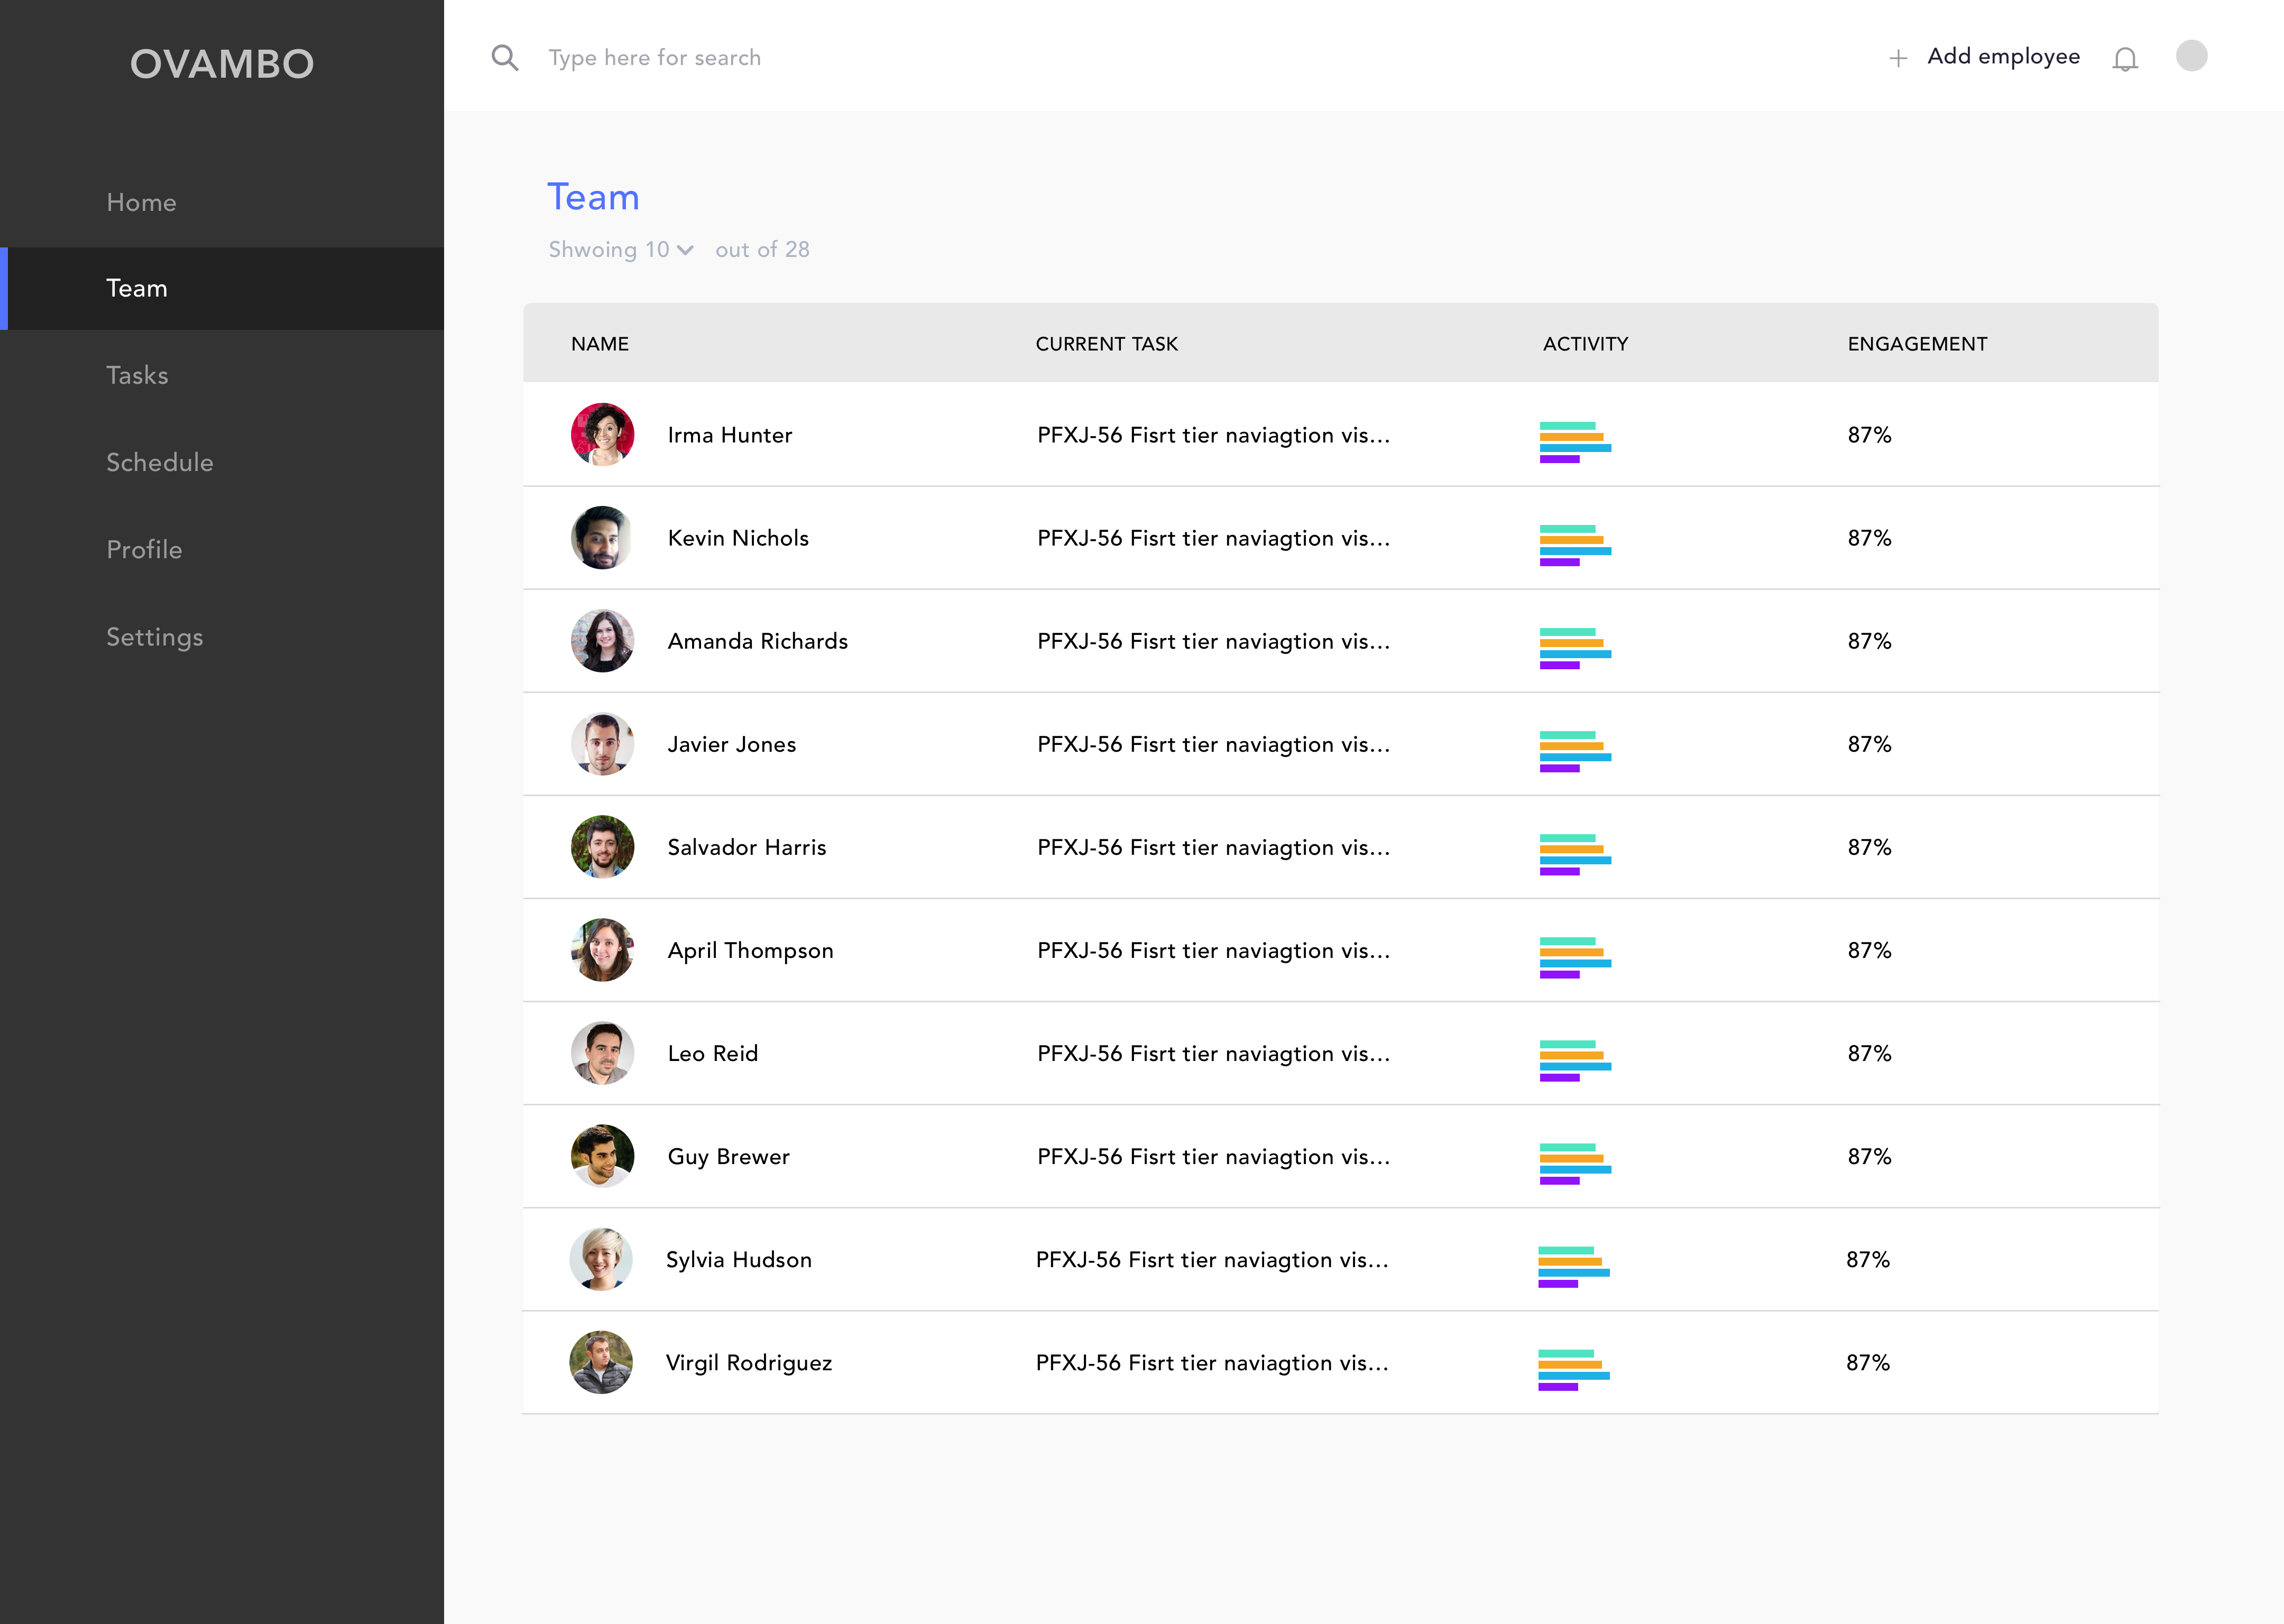 OVAMBO
Type here for search
Add employee
Home
Team
Tasks
Schedule
Profile
Settings
Team
Shwoing 10 out of 28
NAME CURRENT TASK ACTIVITY ENGAGEMENT
Irma Hunter PFXJ-56 Fisrt tier naviagtion vis... 87%
Kevin Nichols PFXJ-56 Fisrt tier naviagtion vis... 87%
Amanda Richards PFXJ-56 Fisrt tier naviagtion vis... 87%
Javier Jones PFXJ-56 Fisrt tier naviagtion vis... 87%
Salvador Harris PFXJ-56 Fisrt tier naviagtion vis... 87%
April Thompson PFXJ-56 Fisrt tier naviagtion vis... 87%
Leo Reid PFXJ-56 Fisrt tier naviagtion vis... 87%
Guy Brewer PFXJ-56 Fisrt tier naviagtion vis... 87%
Sylvia Hudson PFXJ-56 Fisrt tier naviagtion vis... 87%
Virgil Rodriguez PFXJ-56 Fisrt tier naviagtion vis... 87%